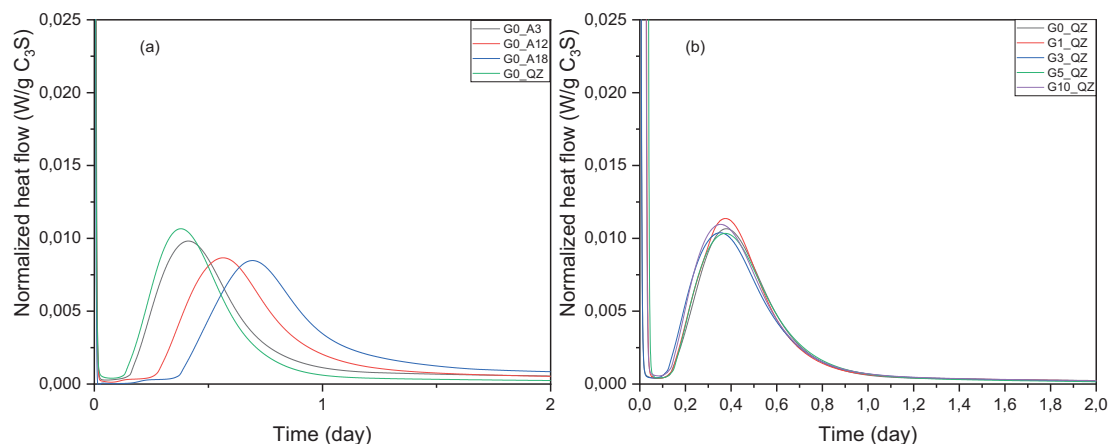 (a)
G0_A3
G0_A12
G0_A18
G0_QZ
0,025
0,020
0,015
0,010
0,005
0,000
Normalized heat flow (W/g C₃S)
0
1
2
Time (day)
(b)
G0_QZ
G1_QZ
G3_QZ
G5_QZ
G10_QZ
0,025
0,020
0,015
0,010
0,005
0,000
Normalized heat flow (W/g C₃S)
0,0 0,2 0,4 0,6 0,8 1,0 1,2 1,4 1,6 1,8 2,0
Time (day)